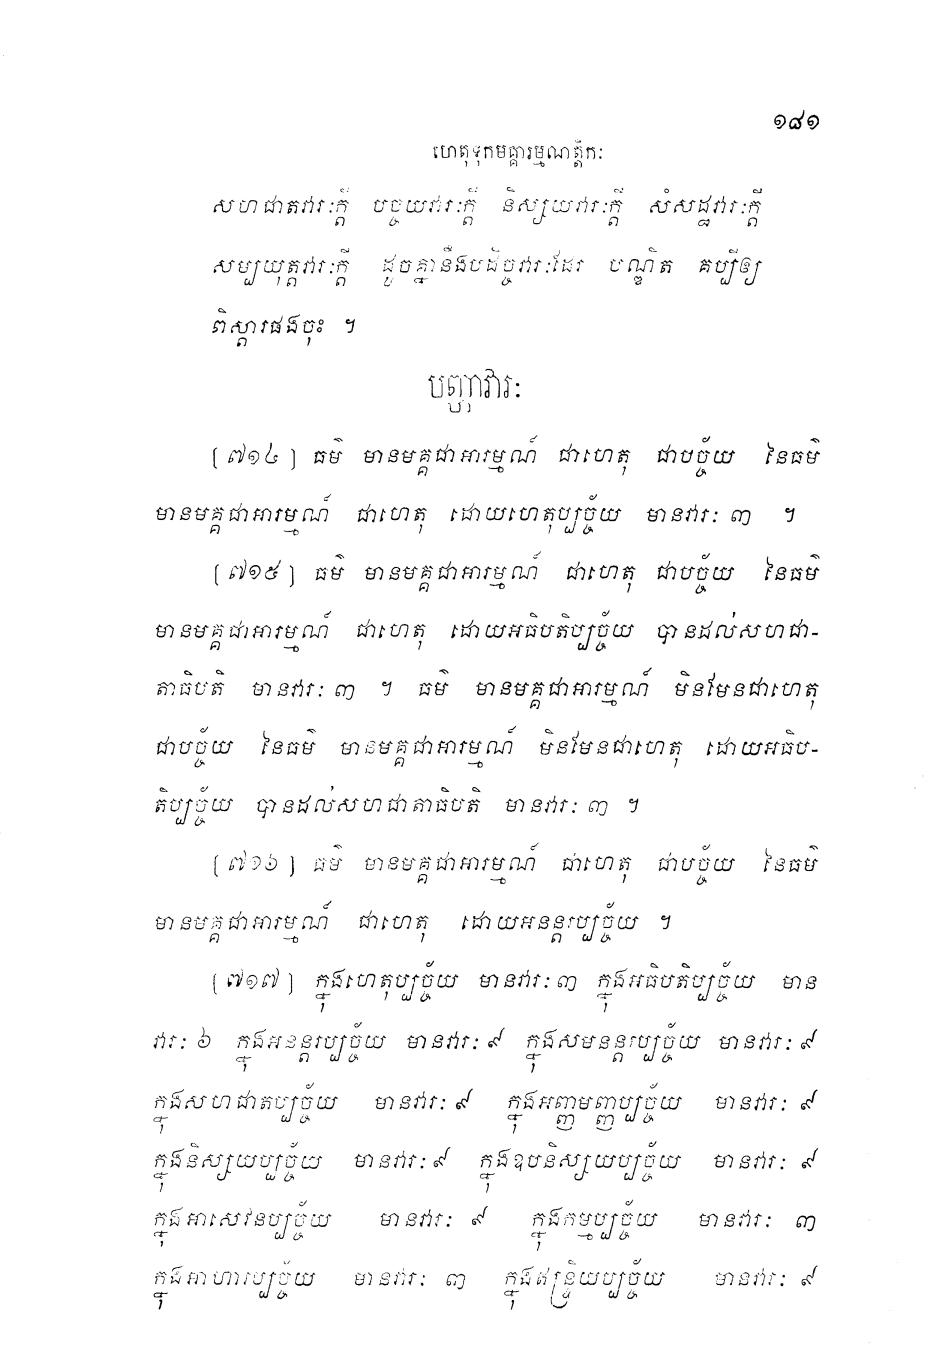 ១៨១
ហេតុទុកមគ្គារម្មណត្តិកៈ
សហជាតវារៈក្តី បច្ចយវារៈក្តី និស្សយវារៈក្តី សំសដ្ឋវារៈក្តី
សម្បយុត្តវារៈក្តី ដូចគ្នានឹងបដិច្ចវារៈដែរ បណ្ឌិត គប្បីឲ្យ
ពិស្តារផងចុះ ។
បញ្ហាវារៈ
(៧១៤) ធម៌ មានមគ្គជាអារម្មណ៍ ជាហេតុ ជាបច្ច័យ នៃធម៌
មានមគ្គជាអារម្មណ៍ ជាហេតុ ដោយហេតុប្បច្ច័យ មានវារៈ ៣ ។
(៧១៥) ធម៌ មានមគ្គជាអារម្មណ៍ ជាហេតុ ជាបច្ច័យ នៃធម៌
មានមគ្គជាអារម្មណ៍ ជាហេតុ ដោយអធិបតិប្បច្ច័យ បានដល់សហជា-
តាធិបតិ មានវារៈ ៣ ។ ធម៌ មានមគ្គជាអារម្មណ៍ មិនមែនជាហេតុ
ជាបច្ច័យ នៃធម៌ មានមគ្គជាអារម្មណ៍ មិនមែនជាហេតុ ដោយអធិប-
តិប្បច្ច័យ បានដល់សហជាតាធិបតិ មានវារៈ ៣ ។
(៧១៦) ធម៌ មានមគ្គជាអារម្មណ៍ ជាហេតុ ជាបច្ច័យ នៃធម៌
មានមគ្គជាអារម្មណ៍ ជាហេតុ ដោយអនន្តរប្បច្ច័យ ។
(៧១៧) ក្នុងហេតុប្បច្ច័យ មានវារៈ ៣ ក្នុងអធិបតិប្បច្ច័យ មាន
វារៈ ៦ ក្នុងអនន្តរប្បច្ច័យ មានវារៈ ៩ ក្នុងសមនន្តរប្បច្ច័យ មានវារៈ ៩
ក្នុងសហជាតប្បច្ច័យ មានវារៈ ៩ ក្នុងអញ្ញមញ្ញប្បច្ច័យ មានវារៈ ៩
ក្នុងនិស្សយប្បច្ច័យ មានវារៈ ៩ ក្នុងឧបនិស្សយប្បច្ច័យ មានវារៈ ៩
ក្នុងអាសេវនប្បច្ច័យ មានវារៈ ៩ ក្នុងកម្មប្បច្ច័យ មានវារៈ ៣
ក្នុងអាហារប្បច្ច័យ មានវារៈ ៣ ក្នុងឥន្ទ្រិយប្បច្ច័យ មានវារៈ ៩